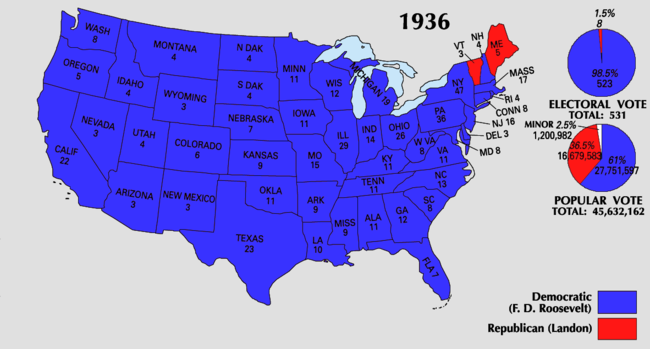 1936
WASH
8
OREGON
5
CALIF
22
NEVADA
3
IDAHO
4
MONTANA
4
WYOMING
3
UTAH
4
ARIZONA
3
COLORADO
6
NEW MEXICO
3
N DAK
4
S DAK
4
NEBRASKA
7
KANSAS
9
OKLA
11
TEXAS
23
MINN
11
IOWA
11
MO
15
ARK
9
LA
10
WIS
12
ILL
29
MICHIGAN 19
IND
14
OHIO
26
KY
11
TENN
11
MISS
9
ALA
11
GA
12
FLA 7
SC
8
NC
13
VA
11
W VA
8
PA
36
NY
47
VT
3
NH
4
ME
5
MASS
17
RI 4
CONN 8
NJ 16
DEL 3
MD 8
1.5%
8
98.5%
523
ELECTORAL VOTE
TOTAL: 531
MINOR 2.5%
1,200,982
36.5%
16,679,583
61%
27,751,597
POPULAR VOTE
TOTAL: 45,632,162
Democratic
(F. D. Roosevelt)
Republican (Landon)